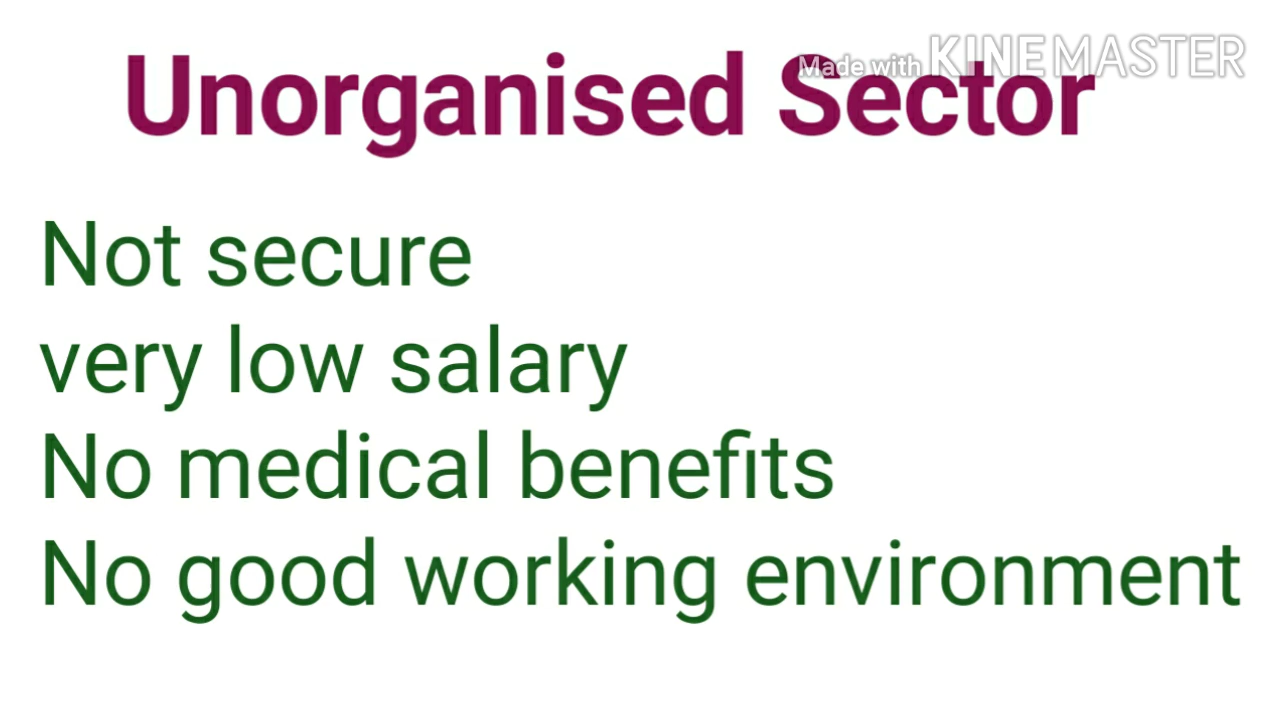 Made with KINEMASTER
Unorganised Sector
Not secure
very low salary
No medical benefits
No good working environment